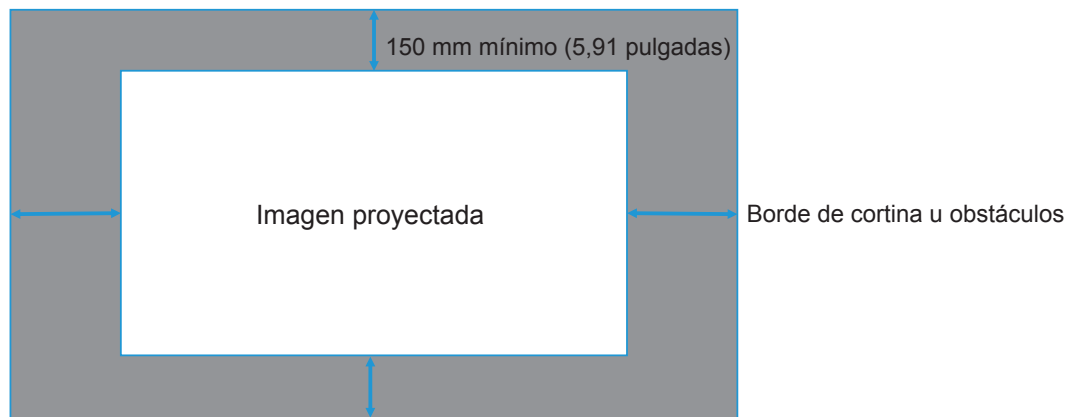 150 mm mínimo (5,91 pulgadas)
Imagen proyectada
Borde de cortina u obstáculos